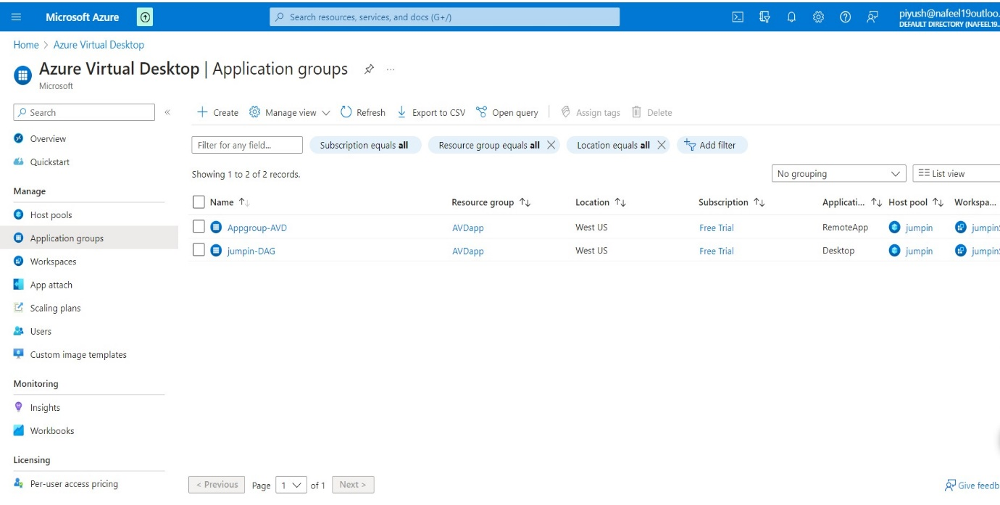 Microsoft Azure
Search resources, services, and docs (G+/)
piyush@nafeel19outloo...
DEFAULT DIRECTORY (NAFEEL19...
Home > Azure Virtual Desktop
Azure Virtual Desktop | Application groups ...
Microsoft
Search «
Create Manage view Refresh Export to CSV Open query Assign tags Delete
Overview
Quickstart
Manage
Host pools
Application groups
Workspaces
App attach
Scaling plans
Users
Custom image templates
Monitoring
Insights
Workbooks
Licensing
Per-user access pricing
Filter for any field... Subscription equals all Resource group equals all Location equals all Add filter
Showing 1 to 2 of 2 records. No grouping List view
Name Resource group Location Subscription Applicati... Host pool Workspa...
Appgroup-AVD AVDapp West US Free Trial RemoteApp jumpin
jumpin-DAG AVDapp West US Free Trial Desktop jumpin
< Previous Page 1 of 1 Next >
Give feedb